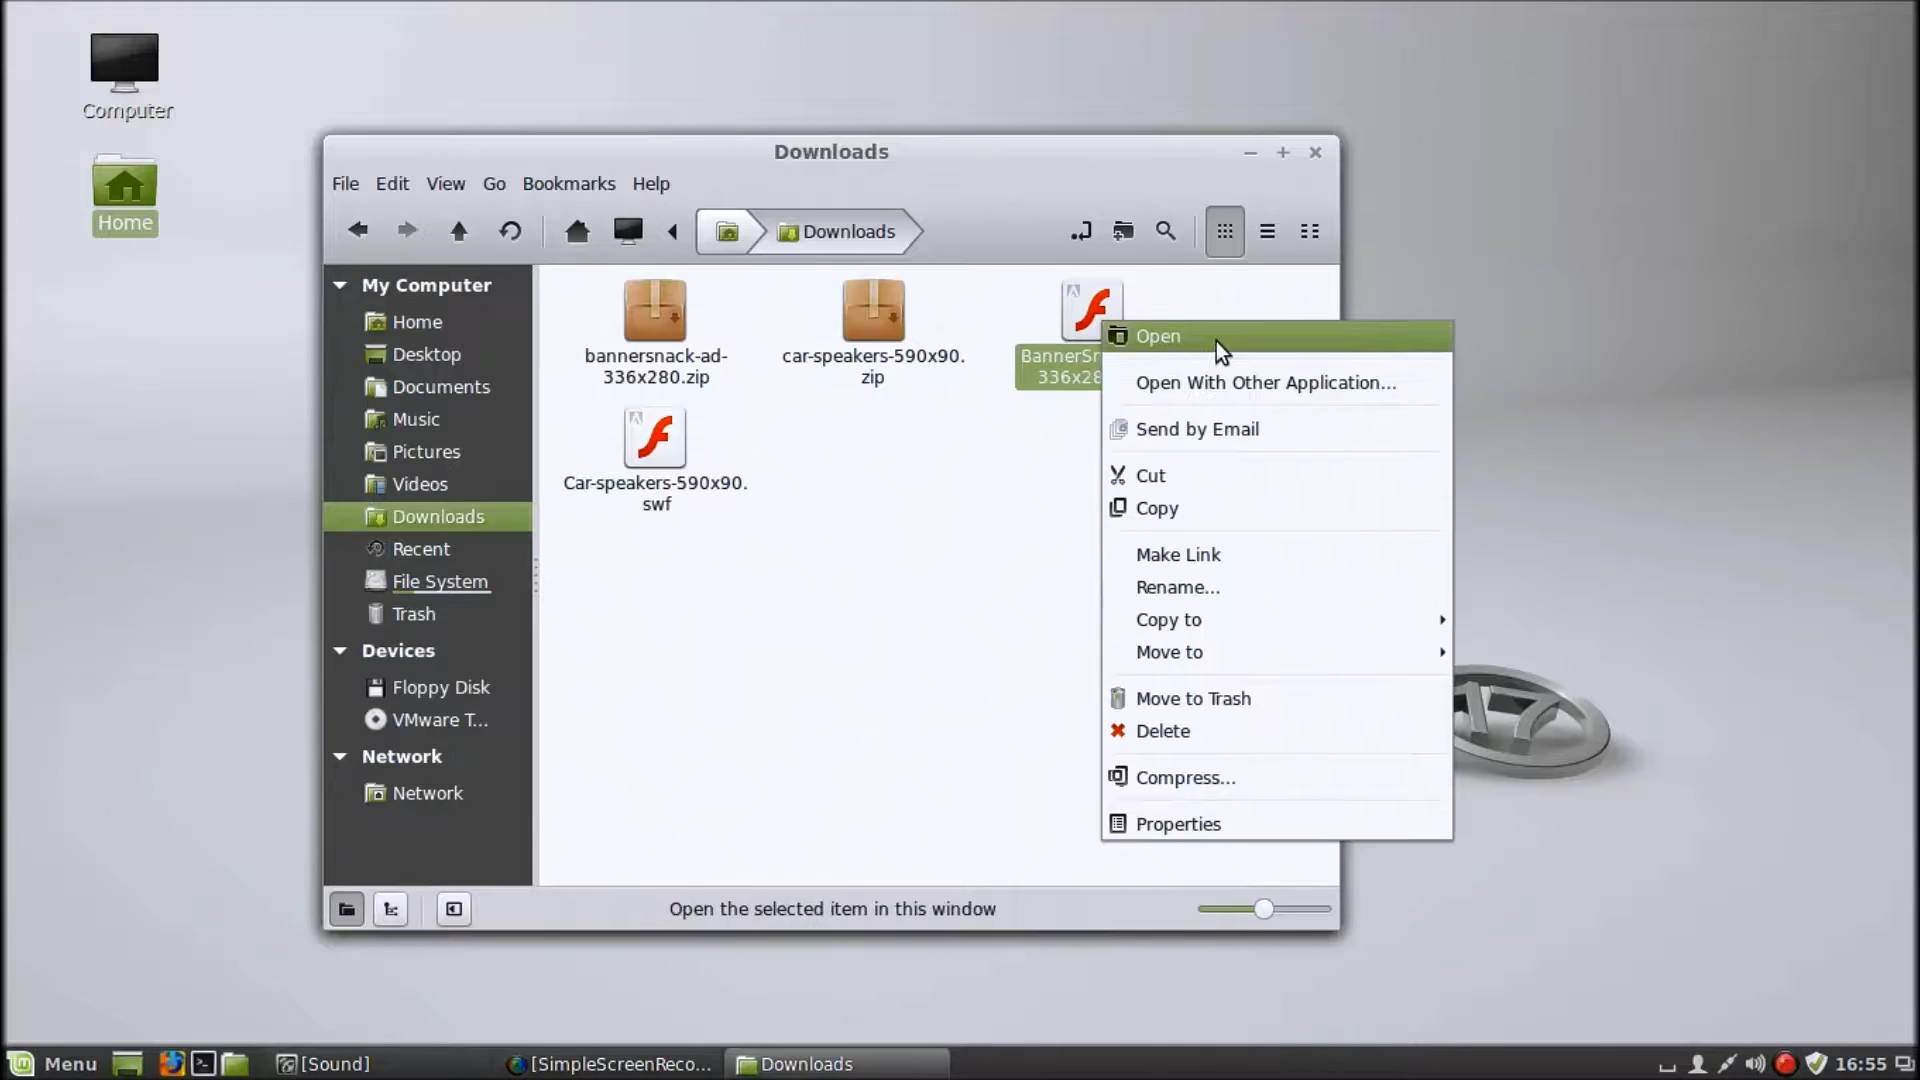 Computer
Home
Downloads
File Edit View Go Bookmarks Help
Downloads
My Computer
Home
Desktop
Documents
Music
Pictures
Videos
Downloads
Recent
File System
Trash
Devices
Floppy Disk
VMware T...
Network
Network
bannersnack-ad-
336x280.zip
car-speakers-590x90.
zip
Car-speakers-590x90.
swf
Open
Open With Other Application...
Send by Email
Cut
Copy
Make Link
Rename...
Copy to
Move to
Move to Trash
Delete
Compress...
Properties
17
Open the selected item in this window
Menu
[Sound]
[SimpleScreenReco...
Downloads
16:55